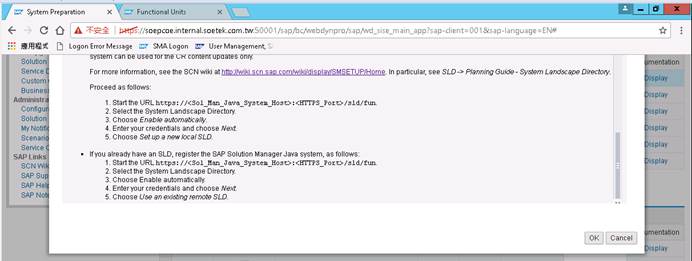 System Preparation
Functional Units
不安全 https://soepcoe.internal.soetek.com.tw:50001/sap/bc/webdynpro/sap/wd_sise_main_app?sap-client=001&sap-language=EN#
應用程式 Logon Error Message SMA Logon User Management, S
system can be used for the CR content updates only.
For more information, see the SCN wiki at http://wiki.scn.sap.com/wiki/display/SMSETUP/Home. In particular, see SLD -> Planning Guide - System Landscape Directory.
Proceed as follows:
1. Start the URL https://<Sol_Man_Java_System_Host>:<HTTPS_Port>/sld/fun.
2. Select the System Landscape Directory.
3. Choose Enable automatically.
4. Enter your credentials and choose Next.
5. Choose Set up a new local SLD.
• If you already have an SLD, register the SAP Solution Manager Java system, as follows:
1. Start the URL https://<Sol_Man_Java_System_Host>:<HTTPS_Port>/sld/fun.
2. Select the System Landscape Directory.
3. Choose Enable automatically.
4. Enter your credentials and choose Next.
5. Choose Use an existing remote SLD.
OK Cancel
Solution
Service D
Custom
Administra
Configur
Solution
My Notifi
Scenario
Service
SAP Links
SCN Wiki
SAP Sup
SAP Help
SAP Note
umentation
Display
Display
Display
Display
Display
umentation
Display